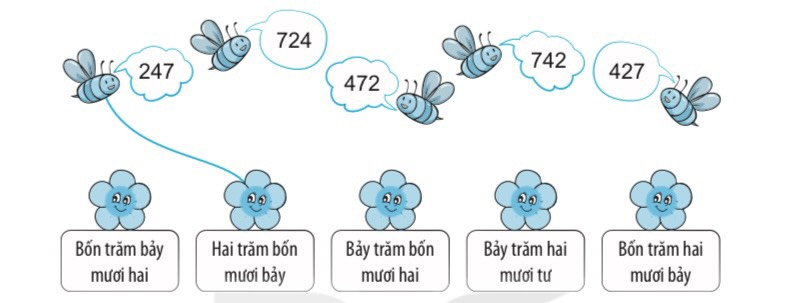 247
724
472
742
427
Bốn trăm bảy
mươi hai
Hai trăm bốn
mươi bảy
Bảy trăm bốn
mươi hai
Bảy trăm hai
mươi tư
Bốn trăm hai
mươi bảy